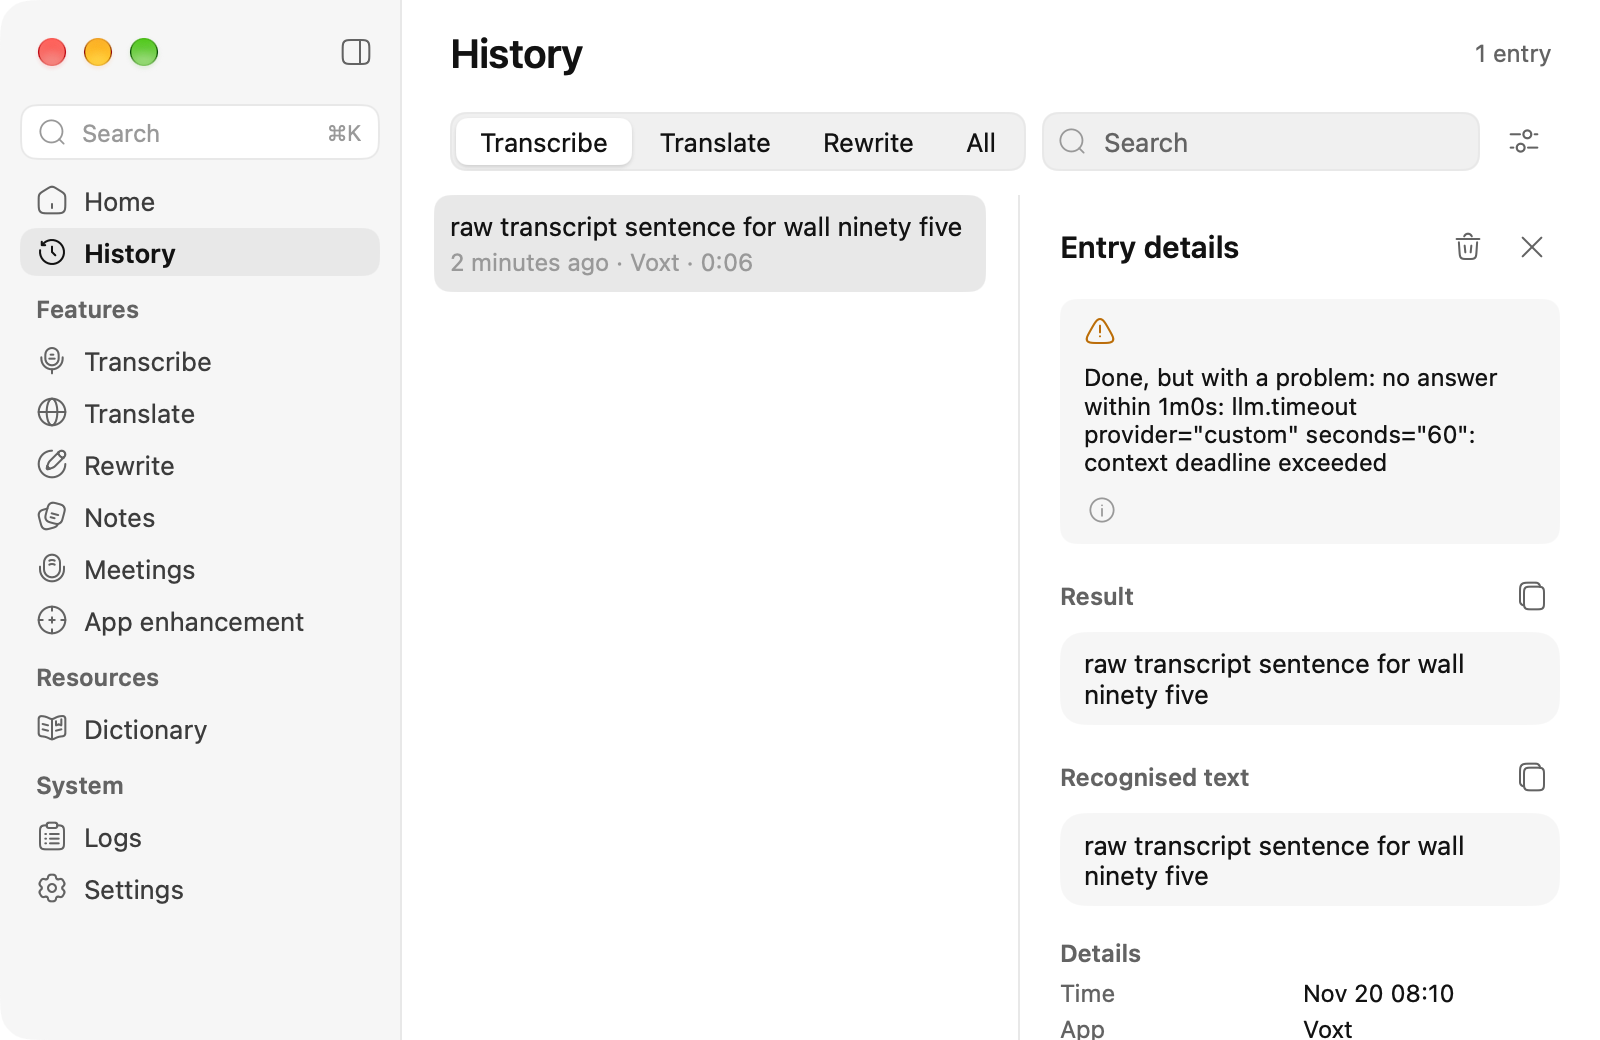 Search ⌘K
Home
History
Features
Transcribe
Translate
Rewrite
Notes
Meetings
App enhancement
Resources
Dictionary
System
Logs
Settings
History
1 entry
Transcribe Translate Rewrite All
Search
raw transcript sentence for wall ninety five
2 minutes ago · Voxt · 0:06
Entry details
Done, but with a problem: no answer
within 1m0s: llm.timeout
provider="custom" seconds="60":
context deadline exceeded
Result
raw transcript sentence for wall
ninety five
Recognised text
raw transcript sentence for wall
ninety five
Details
Time Nov 20 08:10
App Voxt